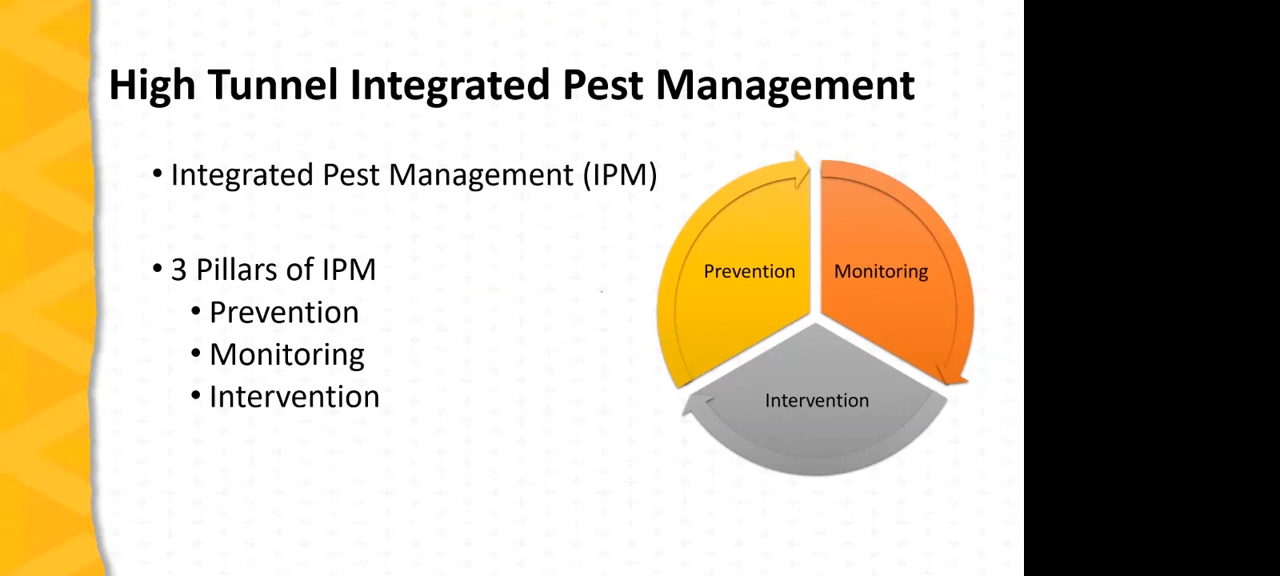 High Tunnel Integrated Pest Management
• Integrated Pest Management (IPM)
• 3 Pillars of IPM
• Prevention
• Monitoring
• Intervention
Prevention
Monitoring
Intervention